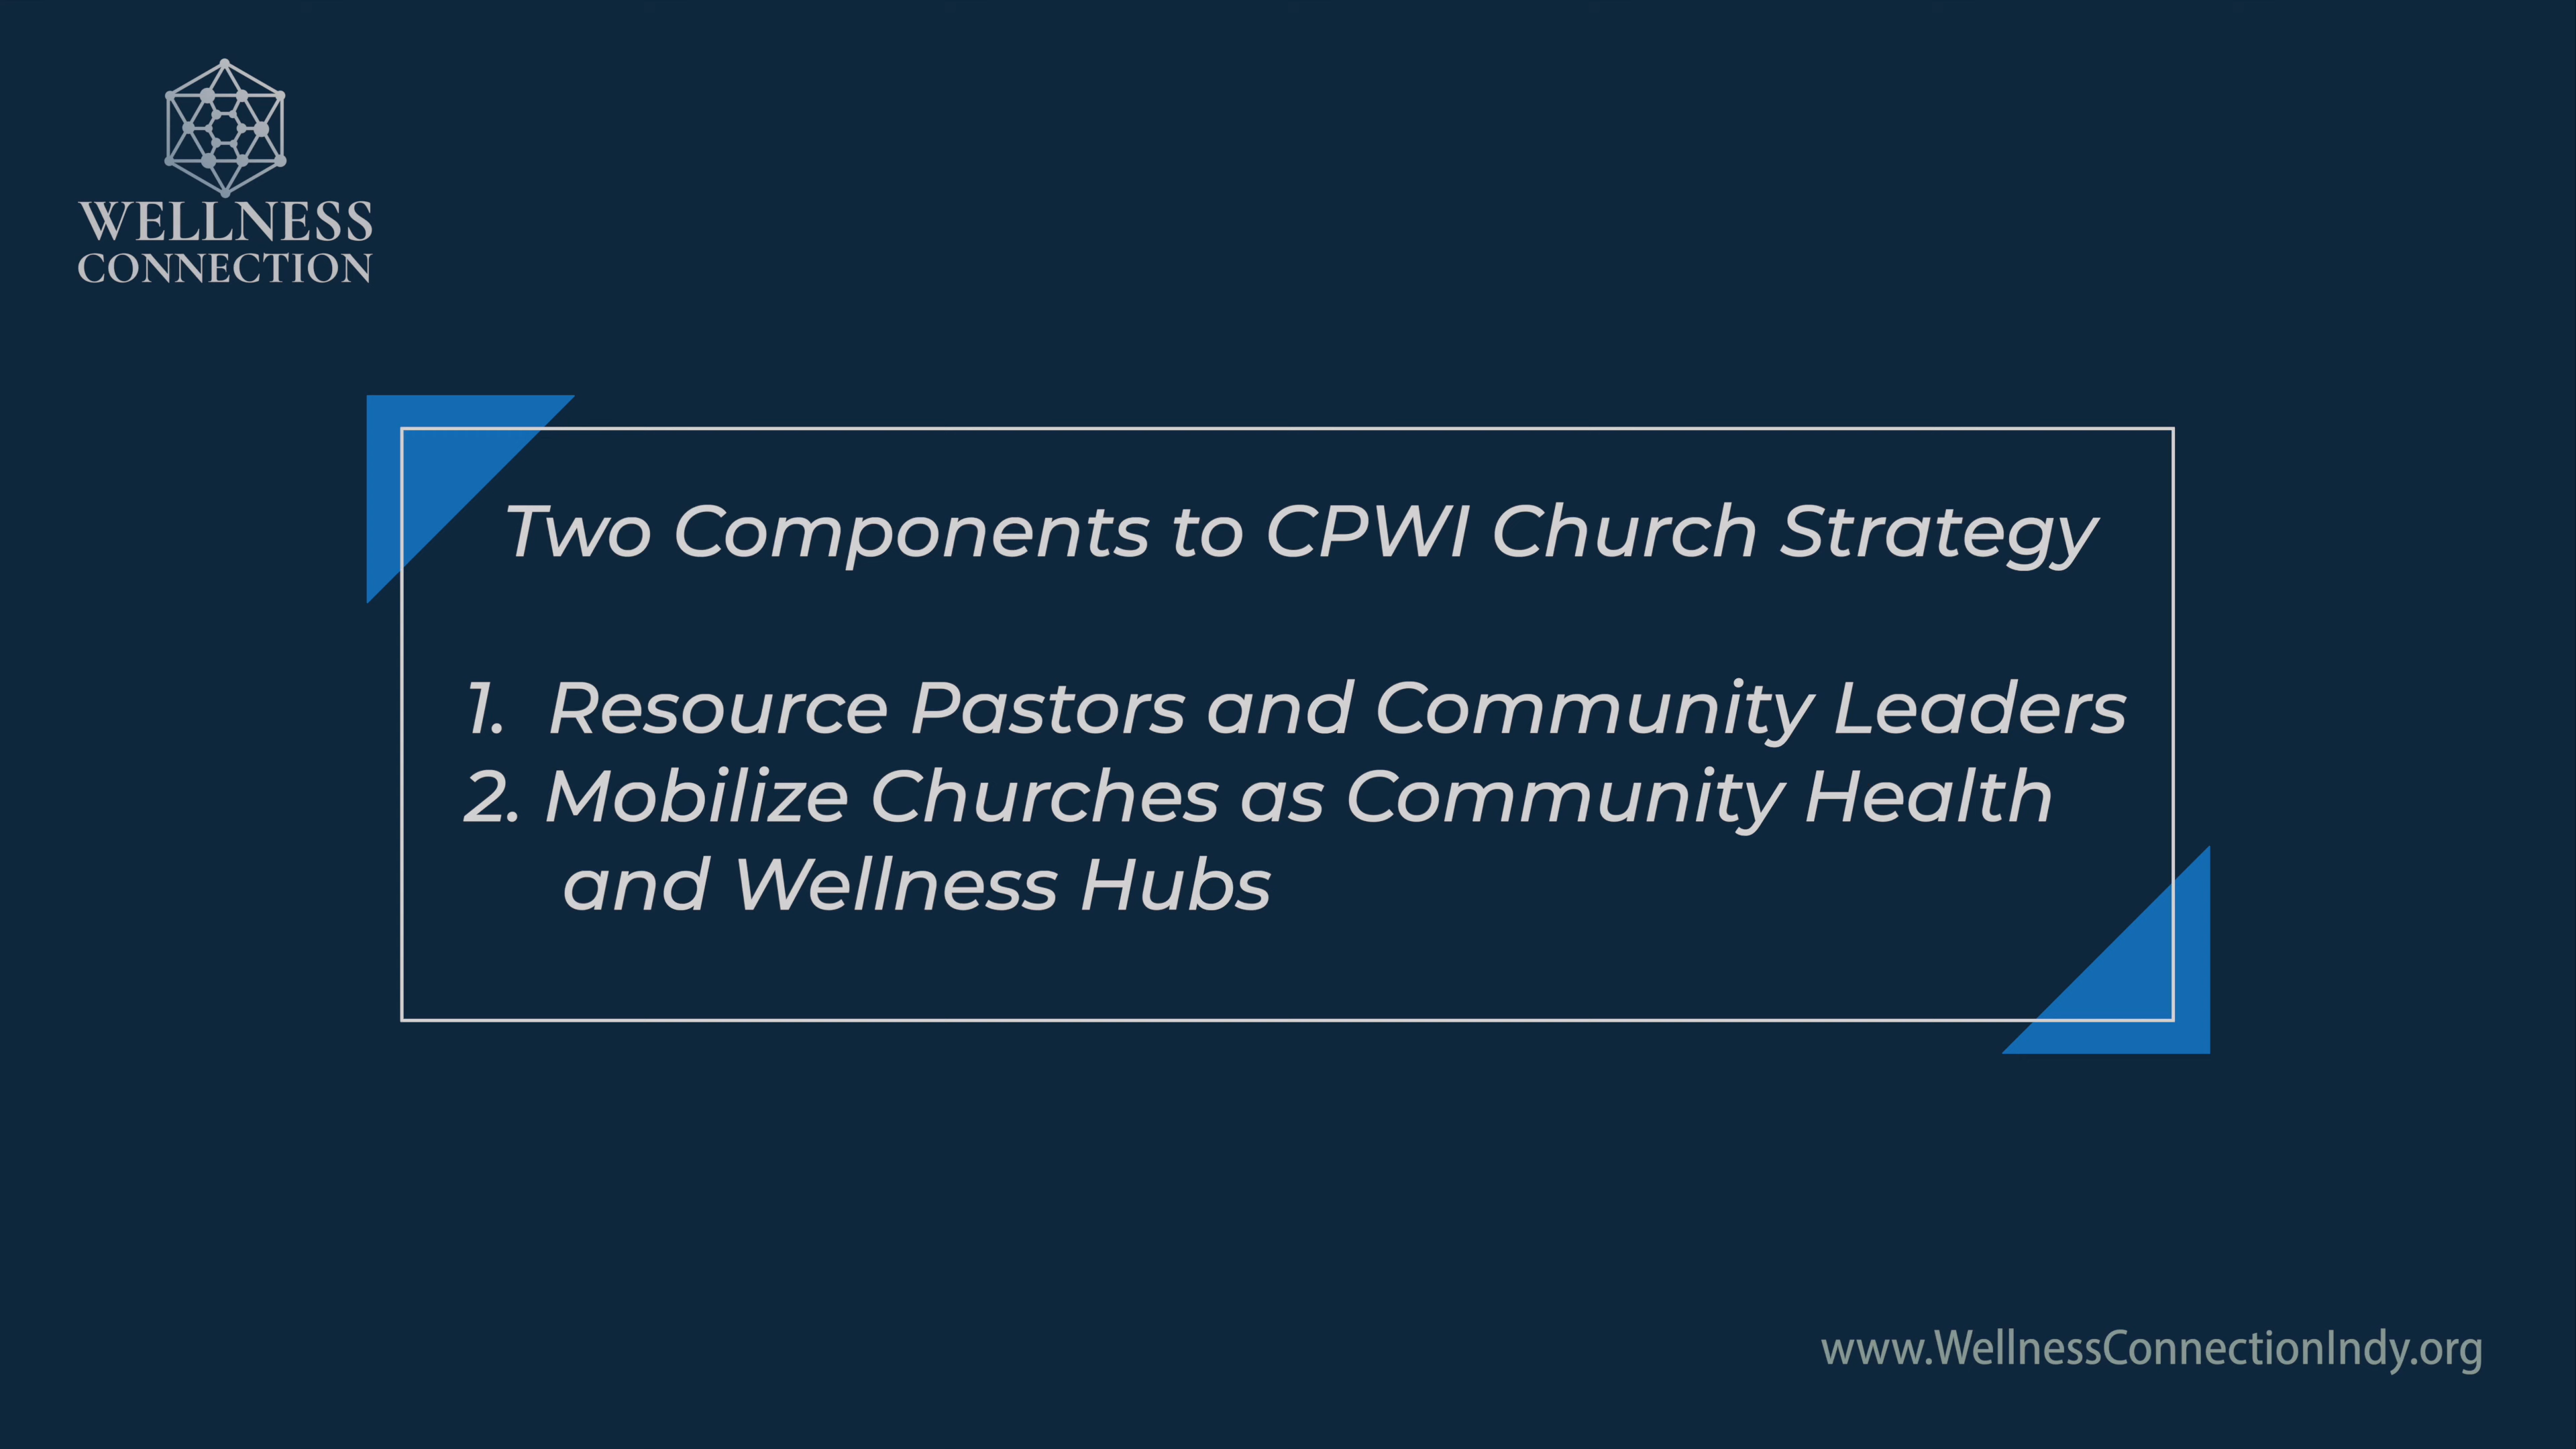 WELLNESS
CONNECTION
Two Components to CPWI Church Strategy
1. Resource Pastors and Community Leaders
2. Mobilize Churches as Community Health
and Wellness Hubs
www.WellnessConnectionIndy.org